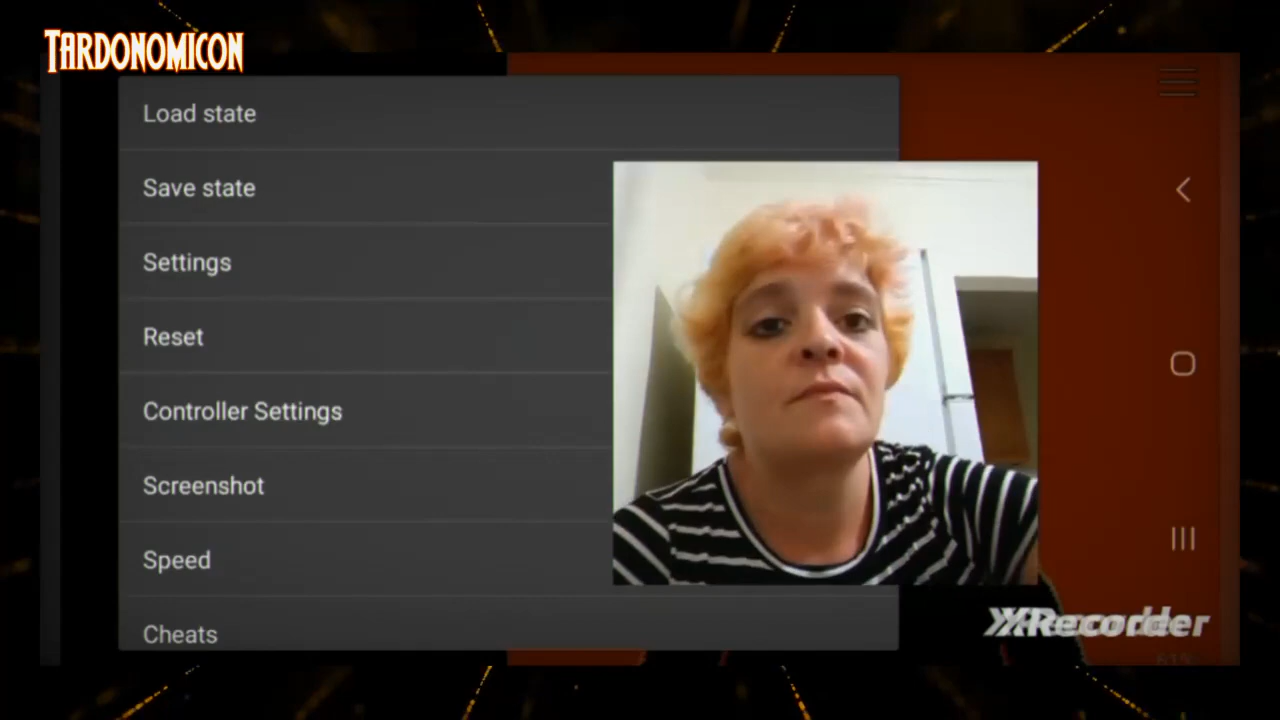 TARDONOMICON
Load state
Save state
Settings
Reset
Controller Settings
Screenshot
Speed
Cheats
XRecorder